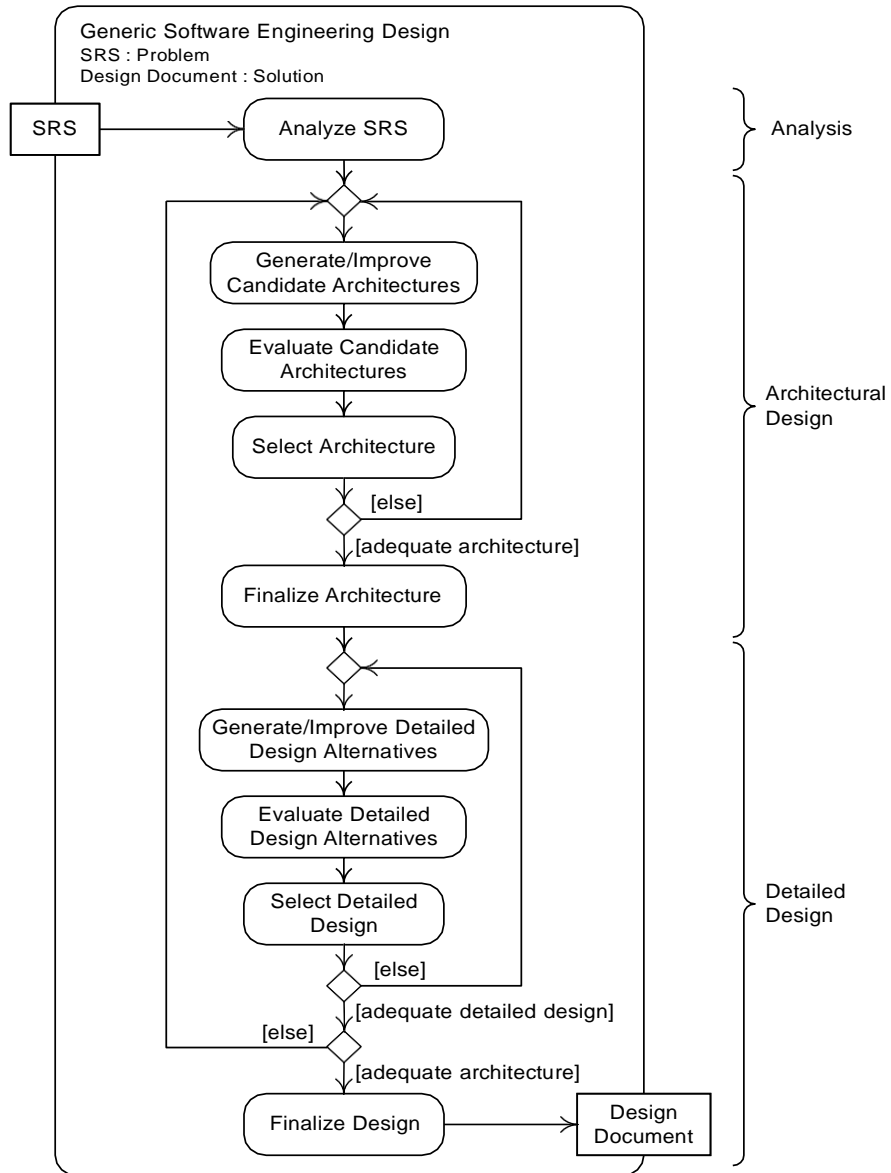 Generic Software Engineering Design
SRS : Problem
Design Document : Solution
SRS
Analyze SRS
Analysis
Generate/Improve
Candidate Architectures
Evaluate Candidate
Architectures
Architectural
Design
Select Architecture
[else]
[adequate architecture]
Finalize Architecture
Generate/Improve Detailed
Design Alternatives
Evaluate Detailed
Design Alternatives
Select Detailed
Design
Detailed
Design
[else]
[adequate detailed design]
[else]
[adequate architecture]
Finalize Design
Design
Document